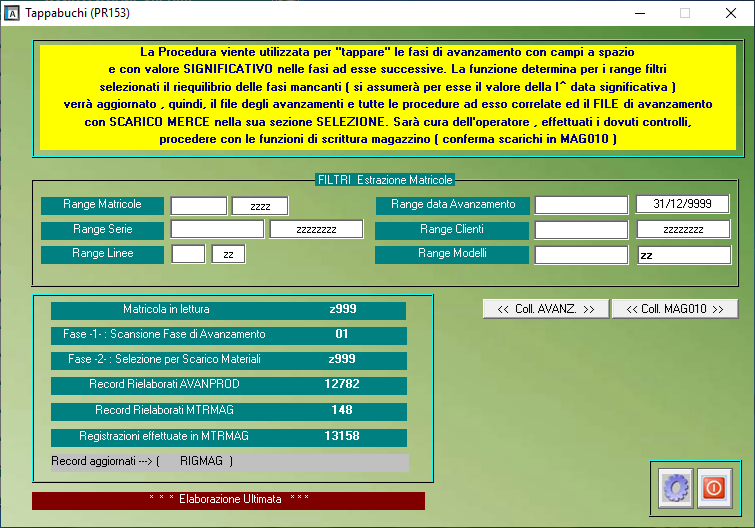 Tappabuchi (PR153)
La Procedura viente utilizzata per "tappare" le fasi di avanzamento con campi a spazio
e con valore SIGNIFICATIVO nelle fasi ad esse successive. La funzione determina per i range filtri
selezionati il riequilibrio delle fasi mancanti ( si assumerà per esse il valore della I^ data significativa )
verrà aggiornato , quindi, il file degli avanzamenti e tutte le procedure ad esso correlate ed il FILE di avanzamento
con SCARICO MERCE nella sua sezione SELEZIONE. Sarà cura dell'operatore , effettuati i dovuti controlli,
procedere con le funzioni di scrittura magazzino ( conferma scarichi in MAG010 )
FILTRI Estrazione Matricole
Range Matricole zzzz Range data Avanzamento 31/12/9999
Range Serie zzzzzzzz Range Clienti zzzzzzzz
Range Linee zz Range Modelli zz
Matricola in lettura z999
<< Coll. AVANZ. >> << Coll. MAG010 >>
Fase -1- : Scansione Fase di Avanzamento 01
Fase -2- : Selezione per Scarico Materiali z999
Record Rielaborati AVANPROD 12782
Record Rielaborati MTRMAG 148
Registrazioni effettuate in MTRMAG 13158
Record aggiornati ---> ( RIGMAG )
* * * Elaborazione Ultimata * * *